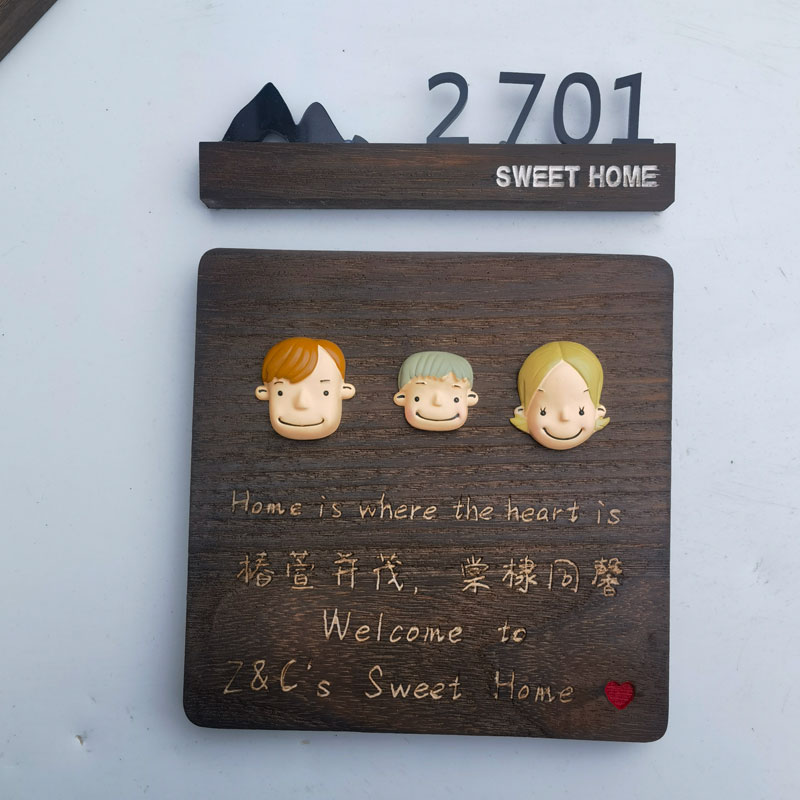 2 701
SWEET HOME
Home is where the heart is
椿萱并茂，棠棣同馨
Welcome to
Z&C's Sweet Home